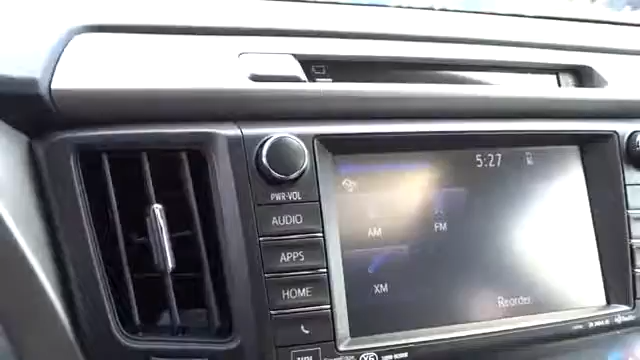 5:27
PWR·VOL
AUDIO
APPS
HOME
AM
FM
XM
Reorder